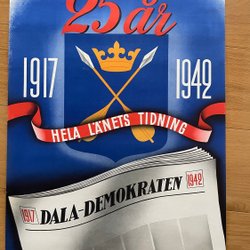 25 år
1917 1942
HELA LÄNETS TIDNING
1917 DALA-DEMOKRATEN 1942